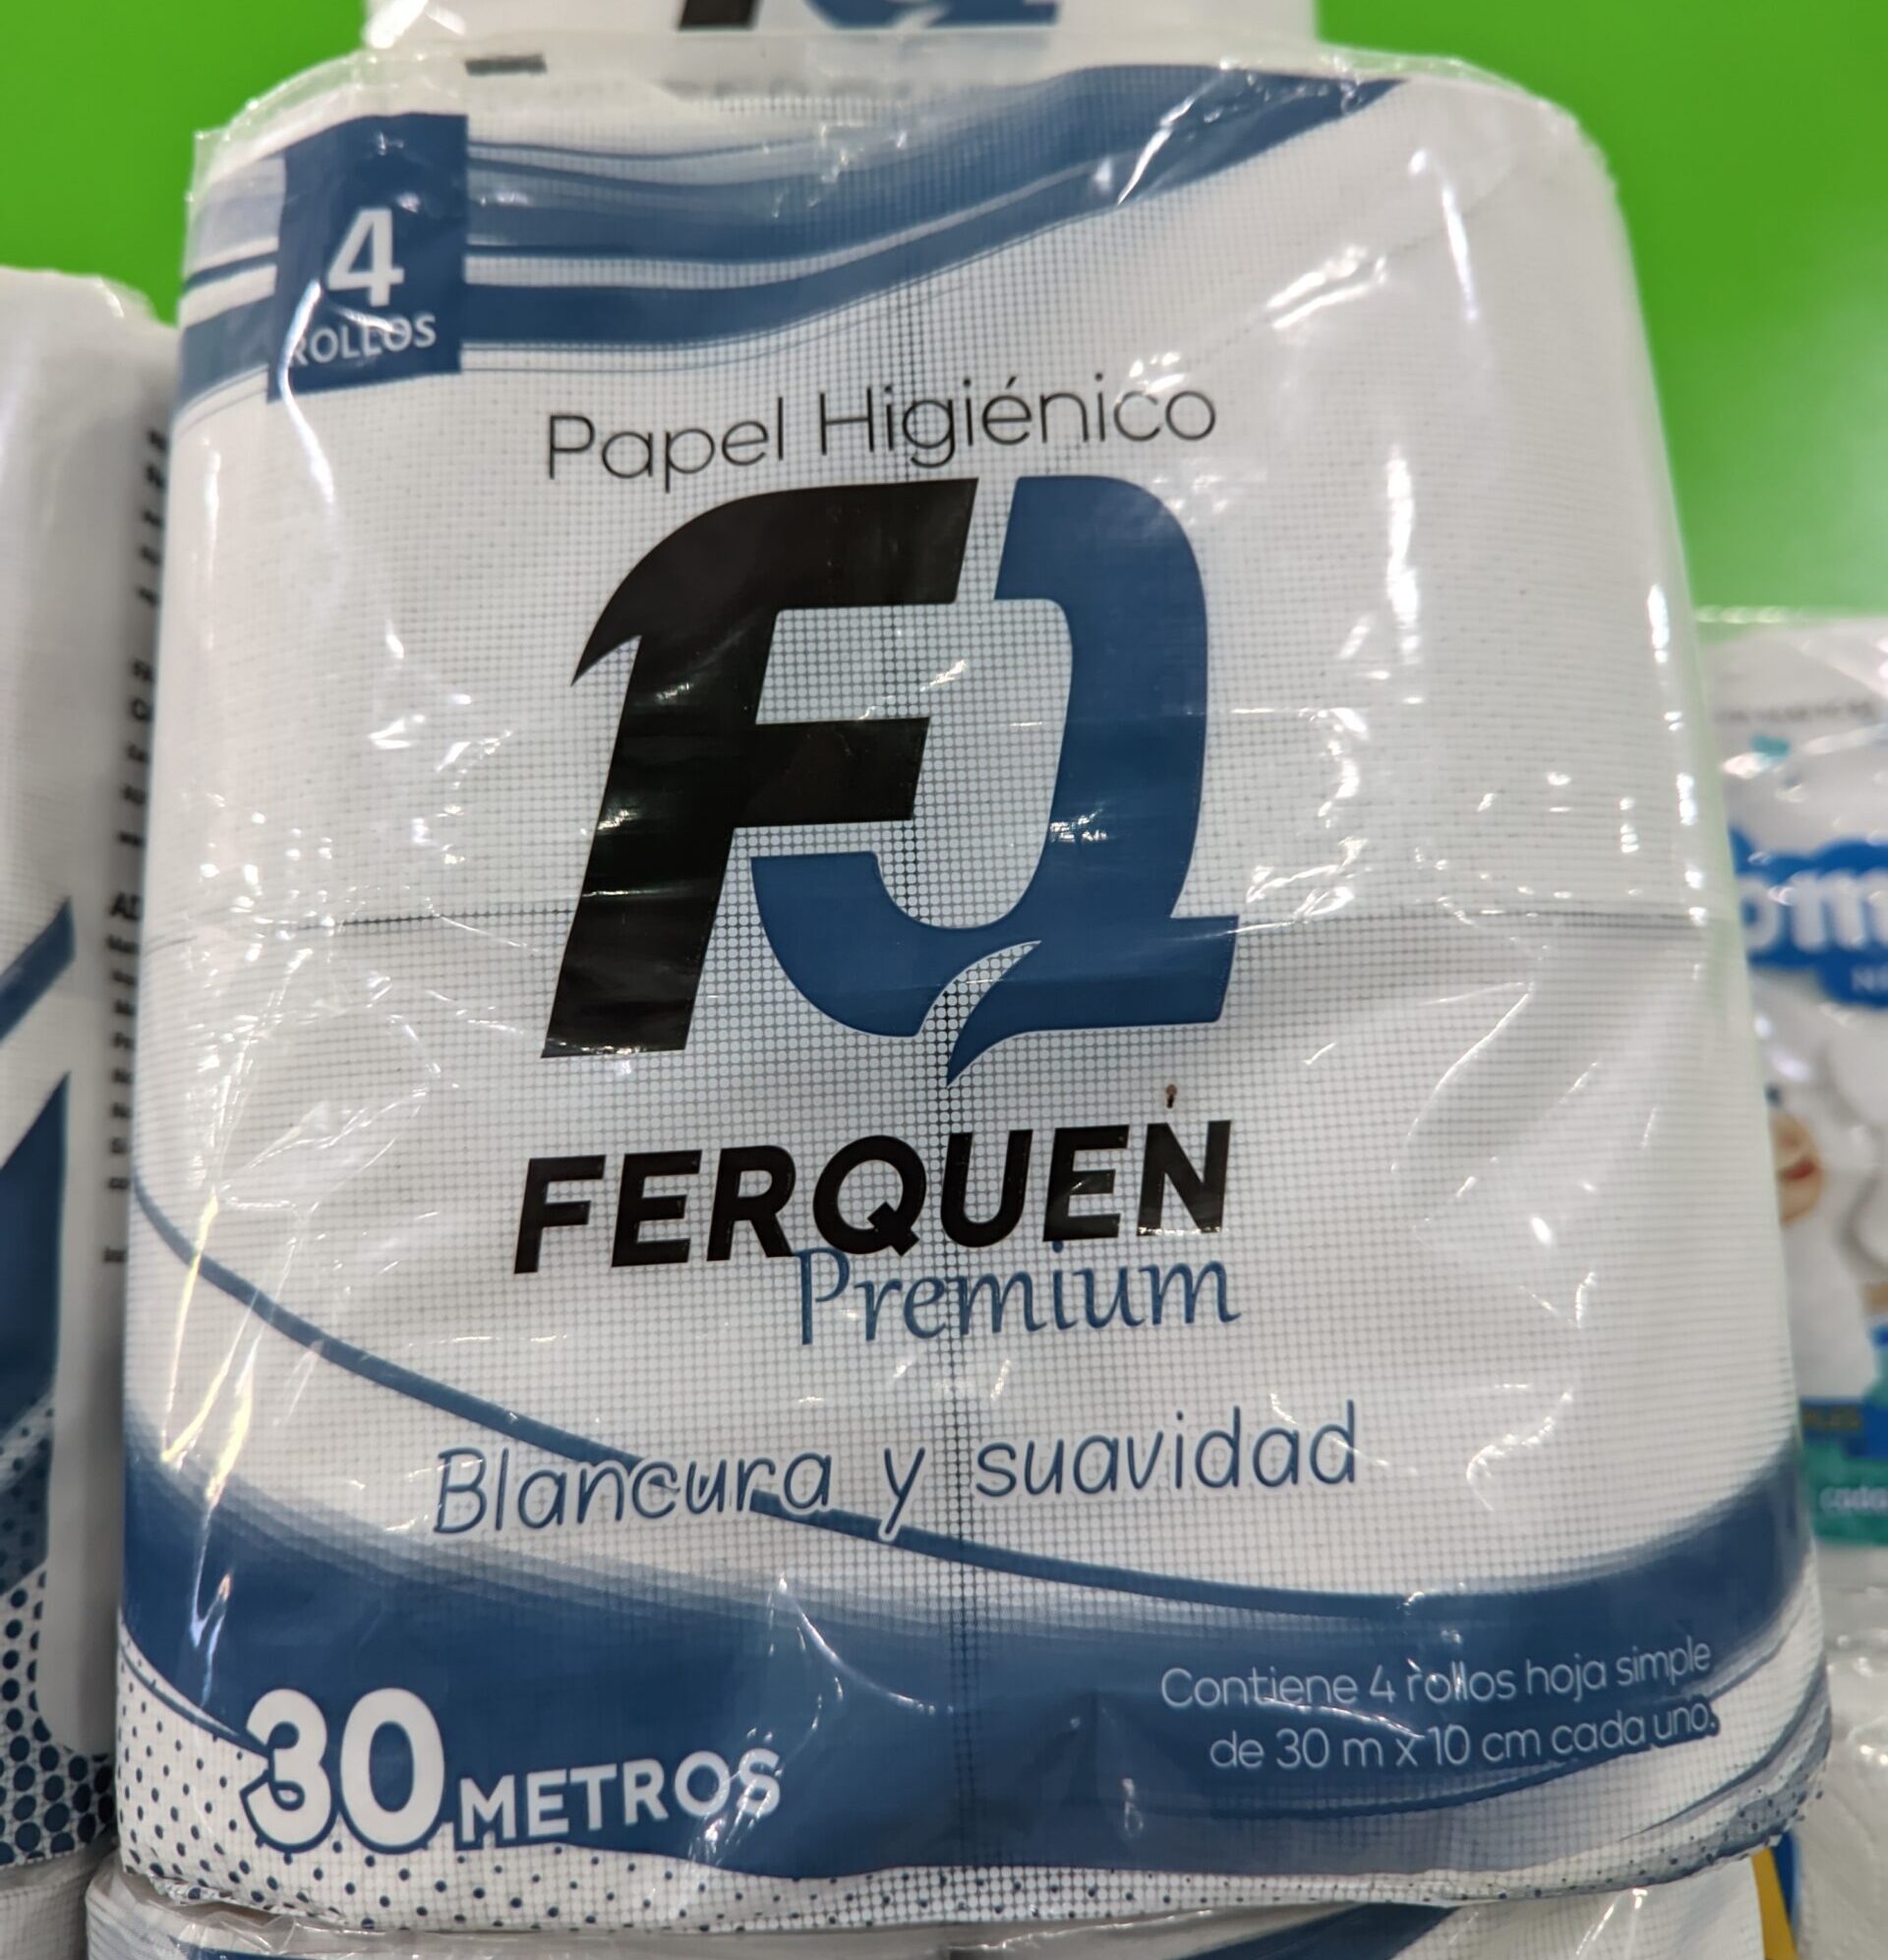 4
ROLLOS
Papel Higiénico
FQ
FERQUEN
Premium
Blancura y suavidad
30 METROS
Contiene 4 rollos hoja simple
de 30 m x 10 cm cada uno.